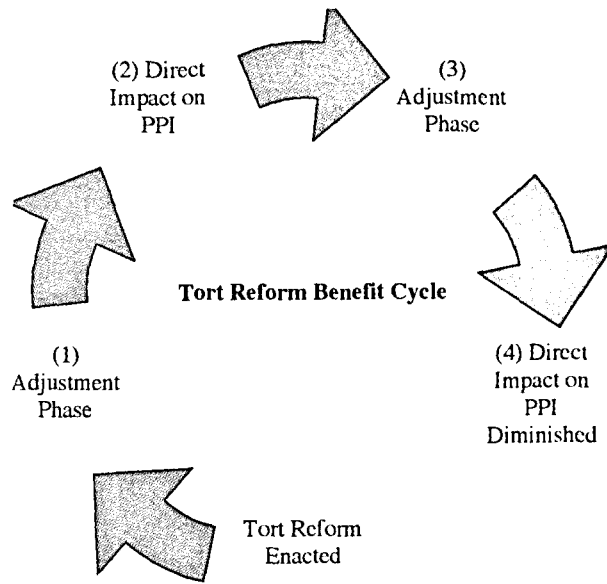 (2) Direct
Impact on
PPI
(3)
Adjustment
Phase
Tort Reform Benefit Cycle
(1)
Adjustment
Phase
(4) Direct
Impact on
PPI
Diminished
Tort Reform
Enacted